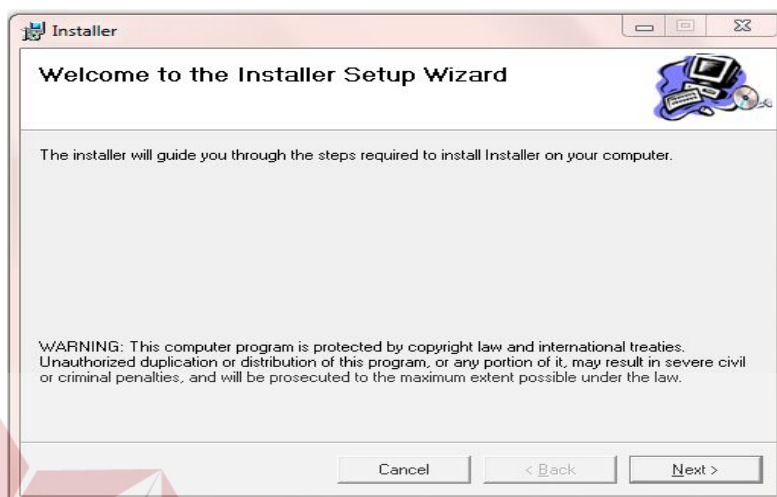 Installer
Welcome to the Installer Setup Wizard
The installer will guide you through the steps required to install Installer on your computer.
WARNING: This computer program is protected by copyright law and international treaties.
Unauthorized duplication or distribution of this program, or any portion of it, may result in severe civil
or criminal penalties, and will be prosecuted to the maximum extent possible under the law.
Cancel
< Back
Next >